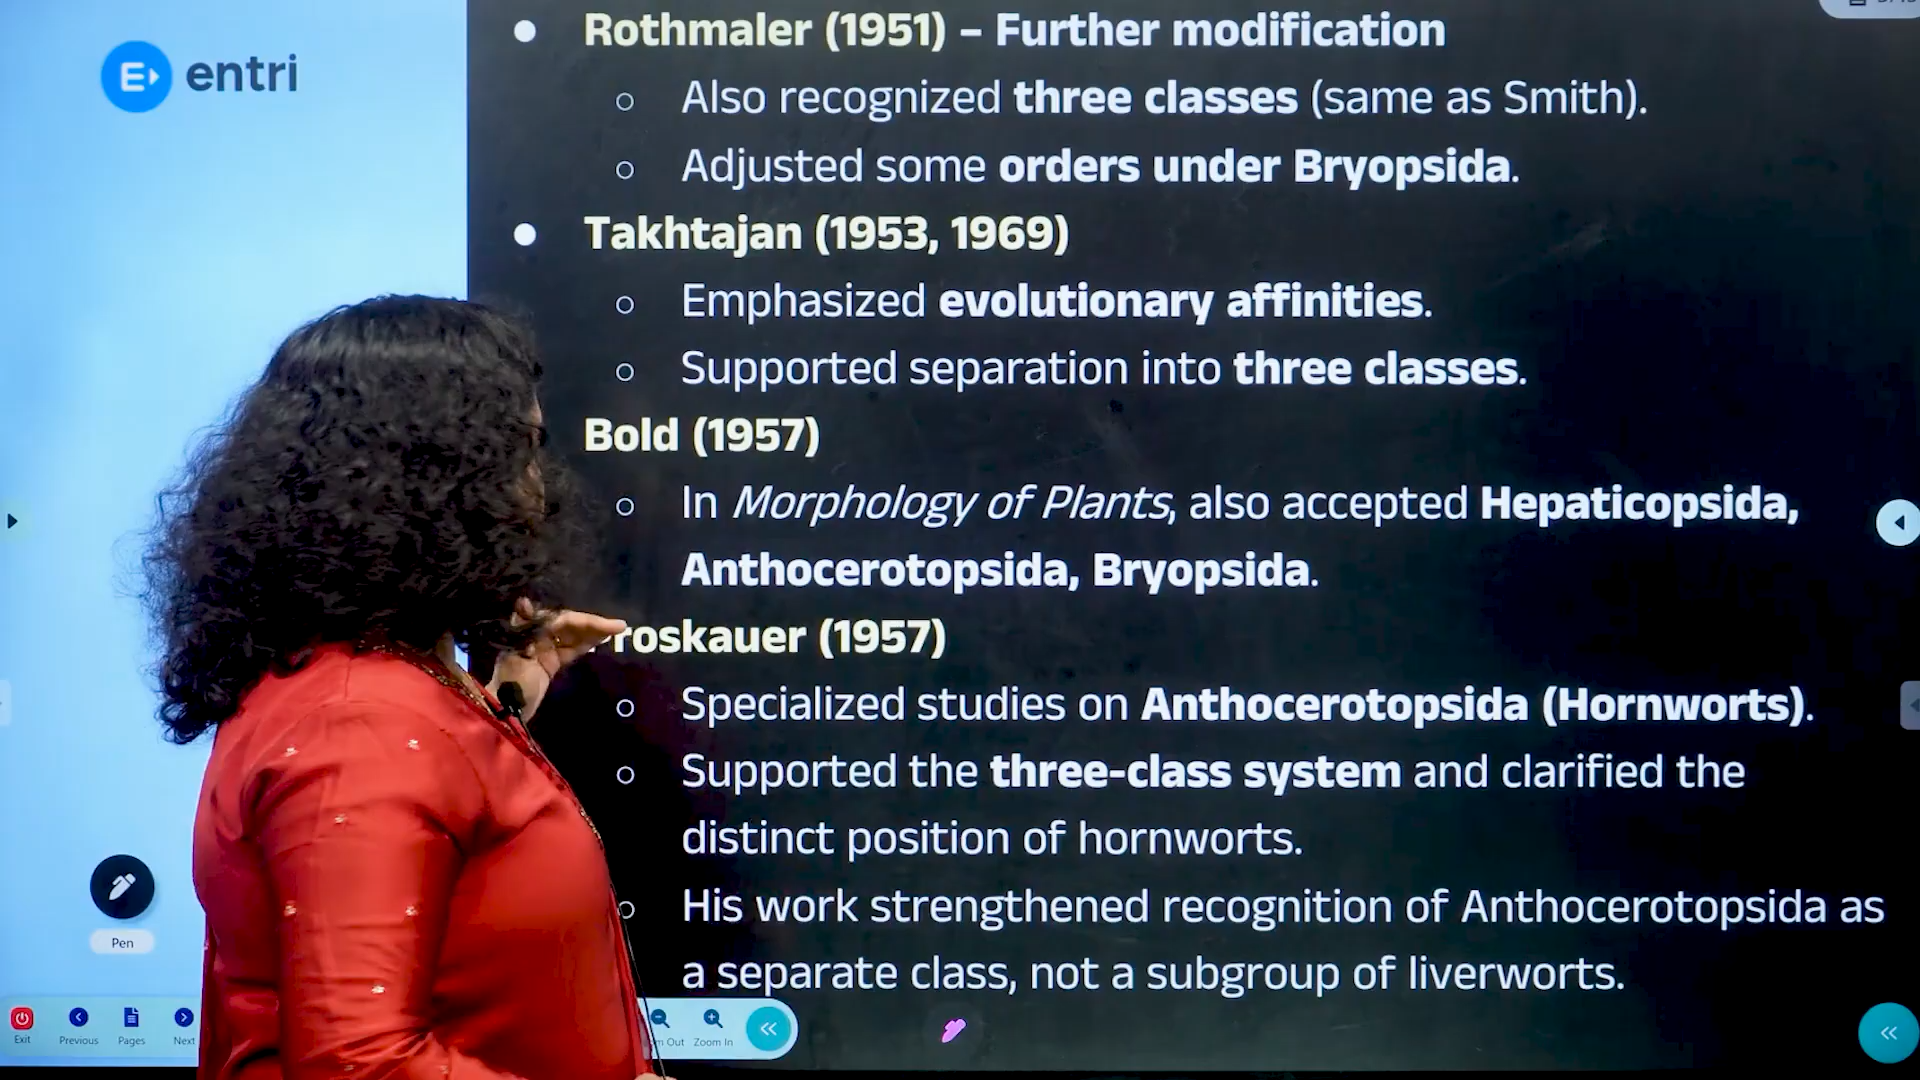 entri
Rothmaler (1951) – Further modification
Also recognized three classes (same as Smith).
Adjusted some orders under Bryopsida.
Takhtajan (1953, 1969)
Emphasized evolutionary affinities.
Supported separation into three classes.
Bold (1957)
In Morphology of Plants, also accepted Hepaticopsida,
Anthocerotopsida, Bryopsida.
Proskauer (1957)
Specialized studies on Anthocerotopsida (Hornworts).
Supported the three-class system and clarified the
distinct position of hornworts.
His work strengthened recognition of Anthocerotopsida as
a separate class, not a subgroup of liverworts.
Pen
Exit Previous Pages Next Out Zoom In